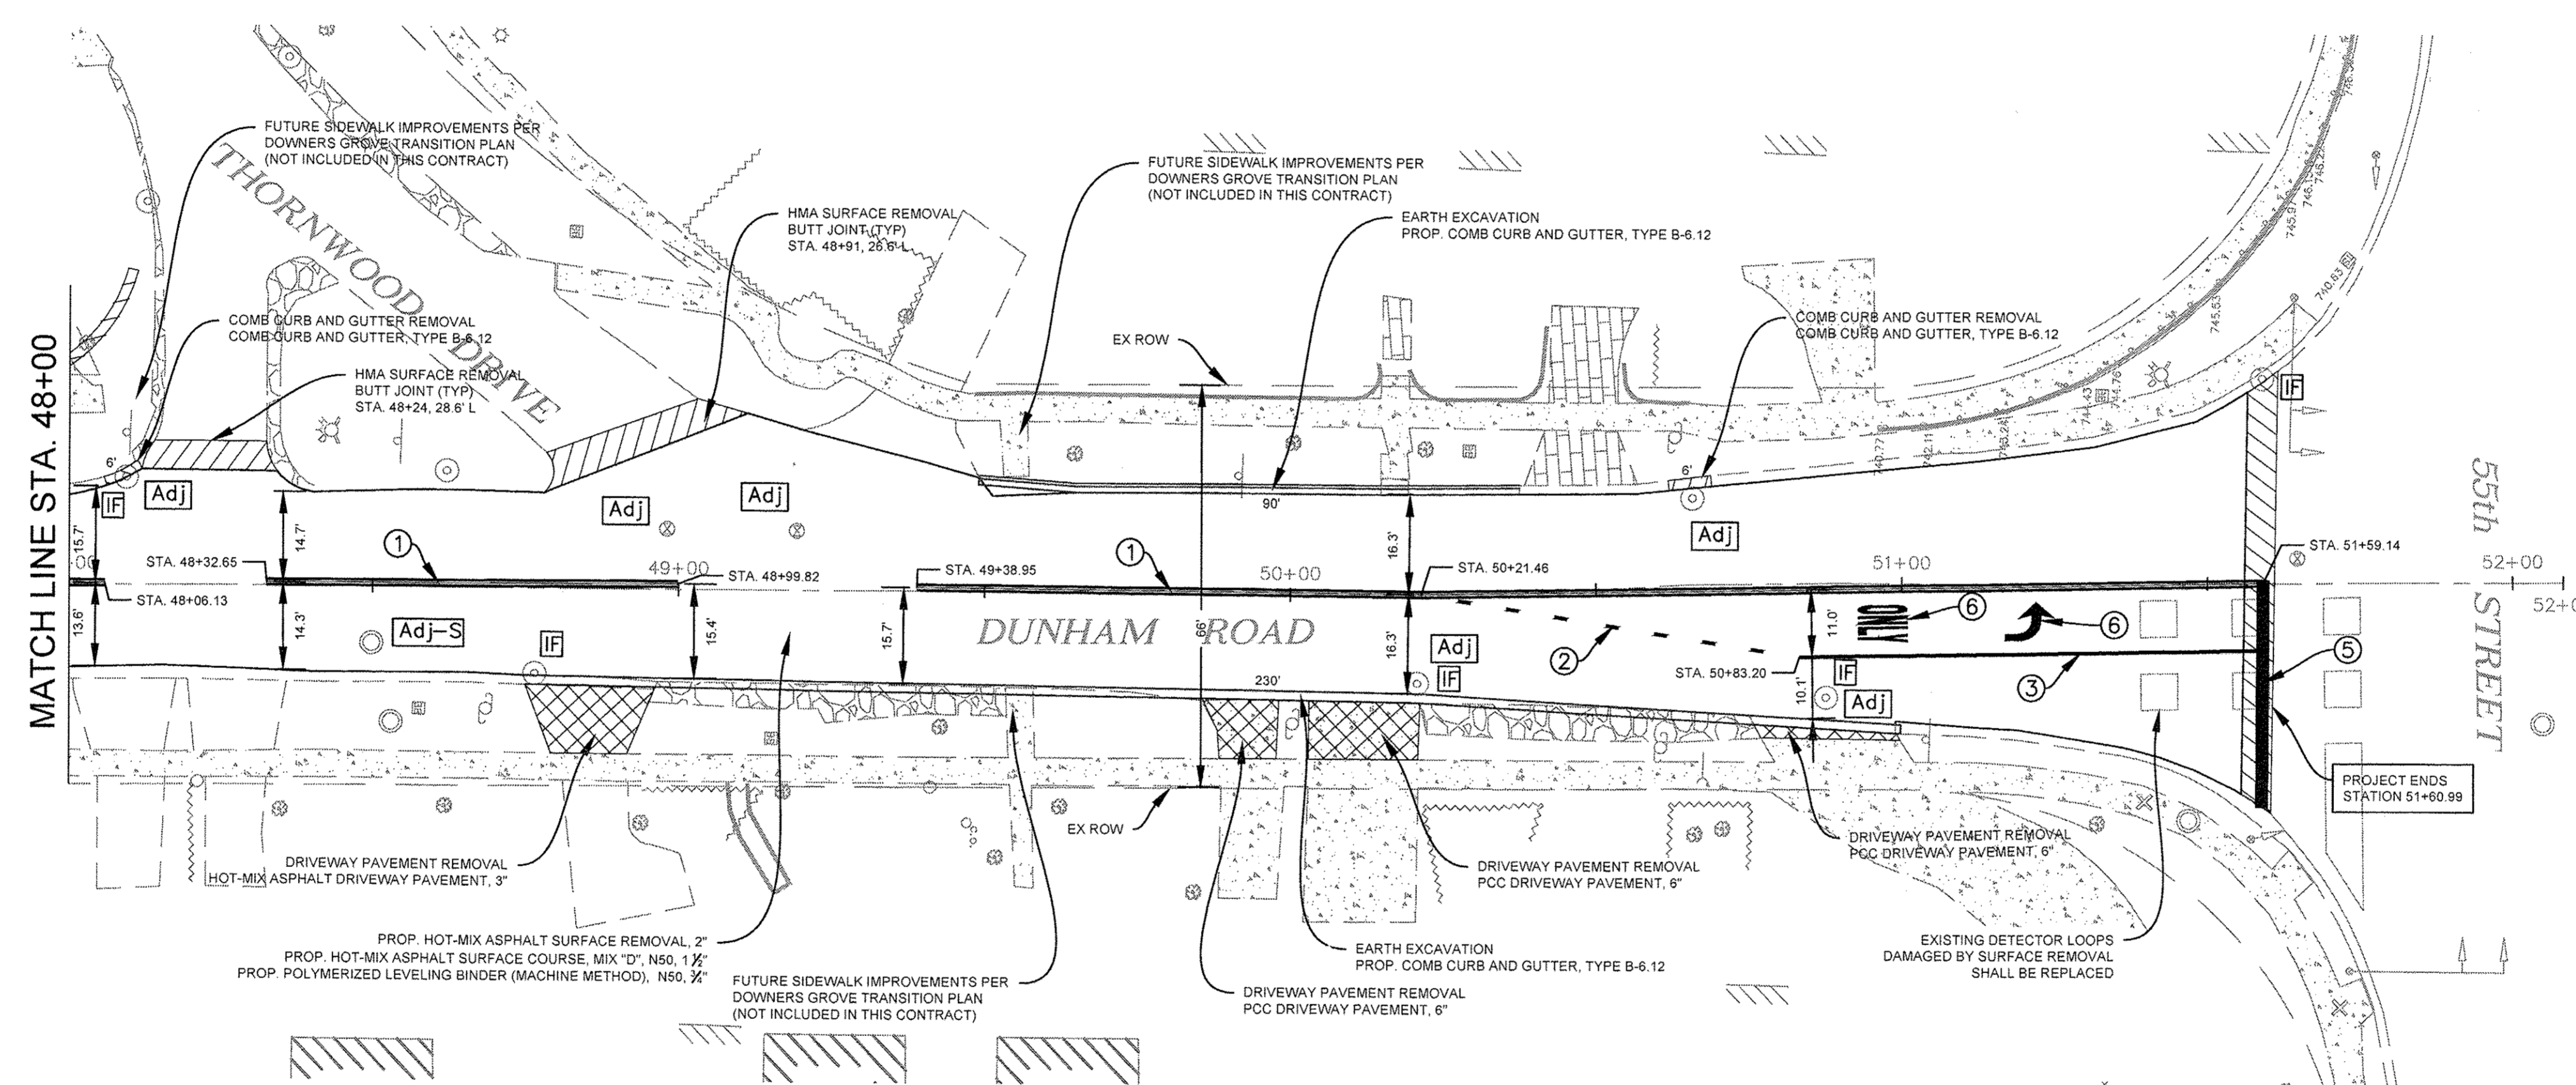 MATCH LINE STA. 48+00
FUTURE SIDEWALK IMPROVEMENTS PER
DOWNERS GROVE TRANSITION PLAN
(NOT INCLUDED IN THIS CONTRACT)
THORNWOOD DRIVE
HMA SURFACE REMOVAL
BUTT JOINT (TYP)
STA. 48+91, 26.6' L
FUTURE SIDEWALK IMPROVEMENTS PER
DOWNERS GROVE TRANSITION PLAN
(NOT INCLUDED IN THIS CONTRACT)
EARTH EXCAVATION
PROP. COMB CURB AND GUTTER, TYPE B-6.12
COMB CURB AND GUTTER REMOVAL
COMB CURB AND GUTTER, TYPE B-6.12
HMA SURFACE REMOVAL
BUTT JOINT (TYP)
STA. 48+24, 28.6' L
EX ROW
COMB CURB AND GUTTER REMOVAL
COMB CURB AND GUTTER, TYPE B-6.12
745.97
746.13
745.53
740.83
744.76
744.43
742.11
IF
6'
IF
Adj
Adj
Adj
90'
6'
Adj
15.7'
14.7'
16.3'
1
1
STA. 48+32.65
49+00
STA. 48+99.82
STA. 49+38.95
50+00
STA. 50+21.46
51+00
STA. 51+59.14
52+00
STA. 48+06.13
13.6'
14.3'
Adj-S
IF
15.4'
15.7'
DUNHAM ROAD
66'
16.3'
Adj
IF
2
11.0'
ONLY
6
6
5
3
STA. 50+83.20
IF
10.1'
Adj
230'
55th STREET
PROJECT ENDS
STATION 51+60.99
EX ROW
DRIVEWAY PAVEMENT REMOVAL
HOT-MIX ASPHALT DRIVEWAY PAVEMENT, 3"
DRIVEWAY PAVEMENT REMOVAL
PCC DRIVEWAY PAVEMENT, 6"
DRIVEWAY PAVEMENT REMOVAL
PCC DRIVEWAY PAVEMENT, 6"
PROP. HOT-MIX ASPHALT SURFACE REMOVAL, 2"
PROP. HOT-MIX ASPHALT SURFACE COURSE, MIX "D", N50, 1 ½"
PROP. POLYMERIZED LEVELING BINDER (MACHINE METHOD), N50, ¾"
FUTURE SIDEWALK IMPROVEMENTS PER
DOWNERS GROVE TRANSITION PLAN
(NOT INCLUDED IN THIS CONTRACT)
EARTH EXCAVATION
PROP. COMB CURB AND GUTTER, TYPE B-6.12
DRIVEWAY PAVEMENT REMOVAL
PCC DRIVEWAY PAVEMENT, 6"
EXISTING DETECTOR LOOPS
DAMAGED BY SURFACE REMOVAL
SHALL BE REPLACED